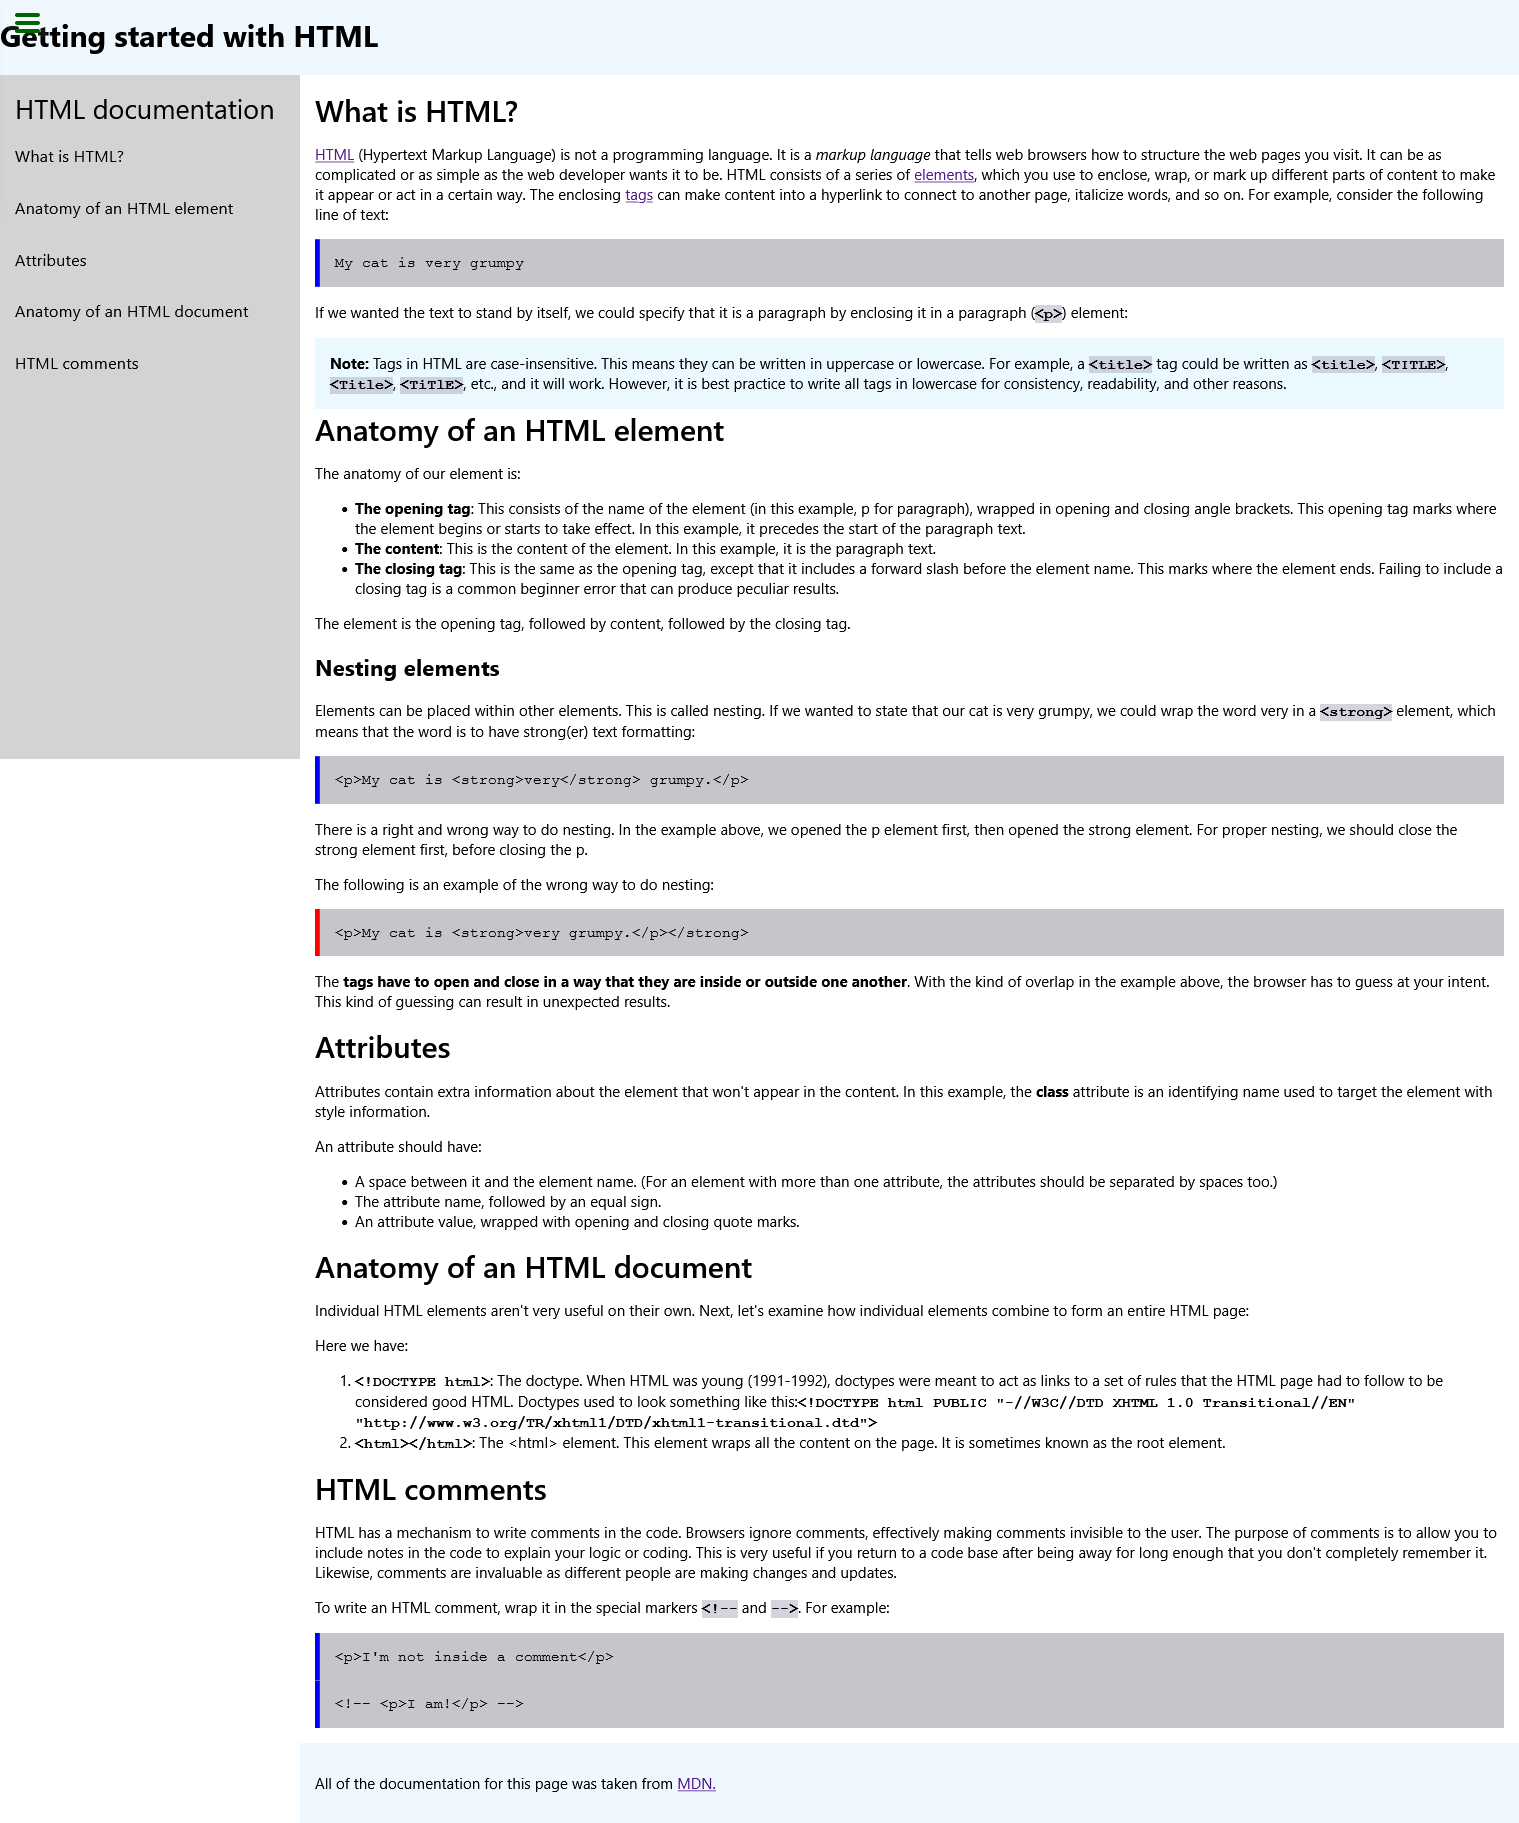 Getting started with HTML
HTML documentation
What is HTML?
Anatomy of an HTML element
Attributes
Anatomy of an HTML document
HTML comments
What is HTML?
HTML (Hypertext Markup Language) is not a programming language. It is a markup language that tells web browsers how to structure the web pages you visit. It can be as
complicated or as simple as the web developer wants it to be. HTML consists of a series of elements, which you use to enclose, wrap, or mark up different parts of content to make
it appear or act in a certain way. The enclosing tags can make content into a hyperlink to connect to another page, italicize words, and so on. For example, consider the following
line of text:
My cat is very grumpy
If we wanted the text to stand by itself, we could specify that it is a paragraph by enclosing it in a paragraph (<p>) element:
Note: Tags in HTML are case-insensitive. This means they can be written in uppercase or lowercase. For example, a <title> tag could be written as <title>, <TITLE>,
<Title>, <TiTlE>, etc., and it will work. However, it is best practice to write all tags in lowercase for consistency, readability, and other reasons.
Anatomy of an HTML element
The anatomy of our element is:
• The opening tag: This consists of the name of the element (in this example, p for paragraph), wrapped in opening and closing angle brackets. This opening tag marks where
the element begins or starts to take effect. In this example, it precedes the start of the paragraph text.
• The content: This is the content of the element. In this example, it is the paragraph text.
• The closing tag: This is the same as the opening tag, except that it includes a forward slash before the element name. This marks where the element ends. Failing to include a
closing tag is a common beginner error that can produce peculiar results.
The element is the opening tag, followed by content, followed by the closing tag.
Nesting elements
Elements can be placed within other elements. This is called nesting. If we wanted to state that our cat is very grumpy, we could wrap the word very in a <strong> element, which
means that the word is to have strong(er) text formatting:
<p>My cat is <strong>very</strong> grumpy.</p>
There is a right and wrong way to do nesting. In the example above, we opened the p element first, then opened the strong element. For proper nesting, we should close the
strong element first, before closing the p.
The following is an example of the wrong way to do nesting:
<p>My cat is <strong>very grumpy.</p></strong>
The tags have to open and close in a way that they are inside or outside one another. With the kind of overlap in the example above, the browser has to guess at your intent.
This kind of guessing can result in unexpected results.
Attributes
Attributes contain extra information about the element that won't appear in the content. In this example, the class attribute is an identifying name used to target the element with
style information.
An attribute should have:
• A space between it and the element name. (For an element with more than one attribute, the attributes should be separated by spaces too.)
• The attribute name, followed by an equal sign.
• An attribute value, wrapped with opening and closing quote marks.
Anatomy of an HTML document
Individual HTML elements aren't very useful on their own. Next, let's examine how individual elements combine to form an entire HTML page:
Here we have:
1. <!DOCTYPE html>: The doctype. When HTML was young (1991-1992), doctypes were meant to act as links to a set of rules that the HTML page had to follow to be
considered good HTML. Doctypes used to look something like this:<!DOCTYPE html PUBLIC "-//W3C//DTD XHTML 1.0 Transitional//EN"
"http://www.w3.org/TR/xhtml1/DTD/xhtml1-transitional.dtd">
2. <html></html>: The <html> element. This element wraps all the content on the page. It is sometimes known as the root element.
HTML comments
HTML has a mechanism to write comments in the code. Browsers ignore comments, effectively making comments invisible to the user. The purpose of comments is to allow you to
include notes in the code to explain your logic or coding. This is very useful if you return to a code base after being away for long enough that you don't completely remember it.
Likewise, comments are invaluable as different people are making changes and updates.
To write an HTML comment, wrap it in the special markers <!-- and -->. For example:
<p>I'm not inside a comment</p>
<!-- <p>I am!</p> -->
All of the documentation for this page was taken from MDN.